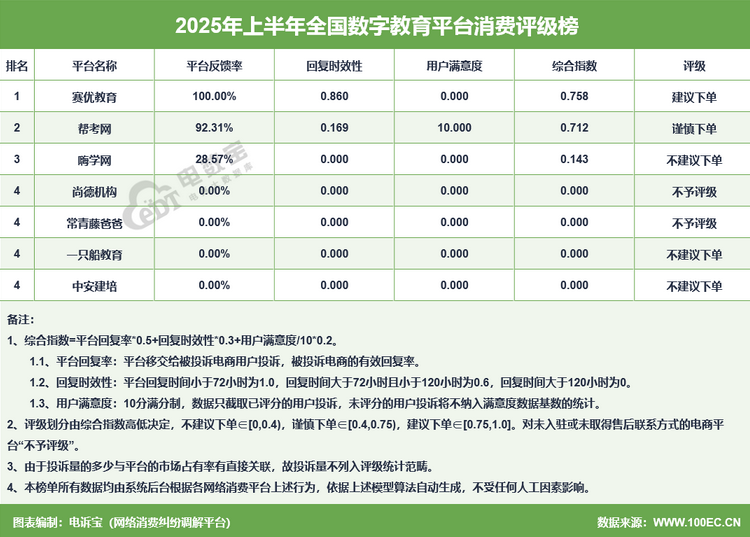 2025年上半年全国数字教育平台消费评级榜
排名 平台名称 平台反馈率 回复时效性 用户满意度 综合指数 评级
1 赛优教育 100.00% 0.860 0.000 0.758 建议下单
2 帮考网 92.31% 0.169 10.000 0.712 谨慎下单
3 嗨学网 28.57% 0.000 0.000 0.143 不建议下单
4 尚德机构 0.00% 0.000 0.000 0.000 不予评级
4 常青藤爸爸 0.00% 0.000 0.000 0.000 不予评级
4 一只船教育 0.00% 0.000 0.000 0.000 不建议下单
4 中安建培 0.00% 0.000 0.000 0.000 不建议下单
备注：
1、综合指数=平台回复率*0.5+回复时效性*0.3+用户满意度/10*0.2。
1.1、平台回复率：平台移交给被投诉电商用户投诉，被投诉电商的有效回复率。
1.2、回复时效性：平台回复时间小于72小时为1.0，回复时间大于72小时且小于120小时为0.6，回复时间大于120小时为0。
1.3、用户满意度：10分满分制，数据只截取已评分的用户投诉，未评分的用户投诉将不纳入满意度数据基数的统计。
2、评级划分由综合指数高低决定，不建议下单∈[0,0.4)，谨慎下单∈[0.4,0.75)，建议下单∈[0.75,1.0]。对未入驻或未取得售后联系方式的电商平
台“不予评级”。
3、由于投诉量的多少与平台的市场占有率有直接关联，故投诉量不列入评级统计范畴。
4、本榜单所有数据均由系统后台根据各网络消费平台上述行为，依据上述模型算法自动生成，不受任何人工因素影响。
图表编制：电诉宝（网络消费纠纷调解平台） 数据来源：WWW.100EC.CN